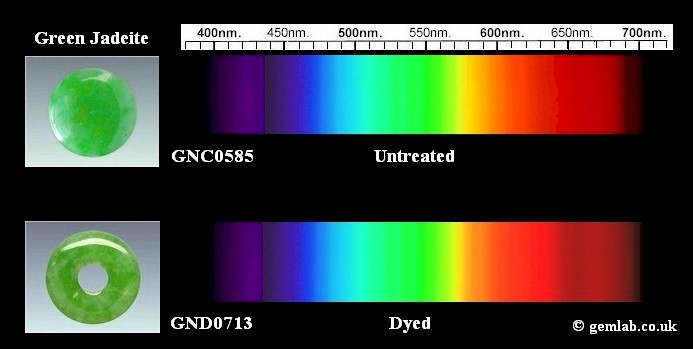 Green Jadeite
400nm. 450nm. 500nm. 550nm. 600nm. 650nm. 700nm.
GNC0585 Untreated
GND0713 Dyed
© gemlab.co.uk